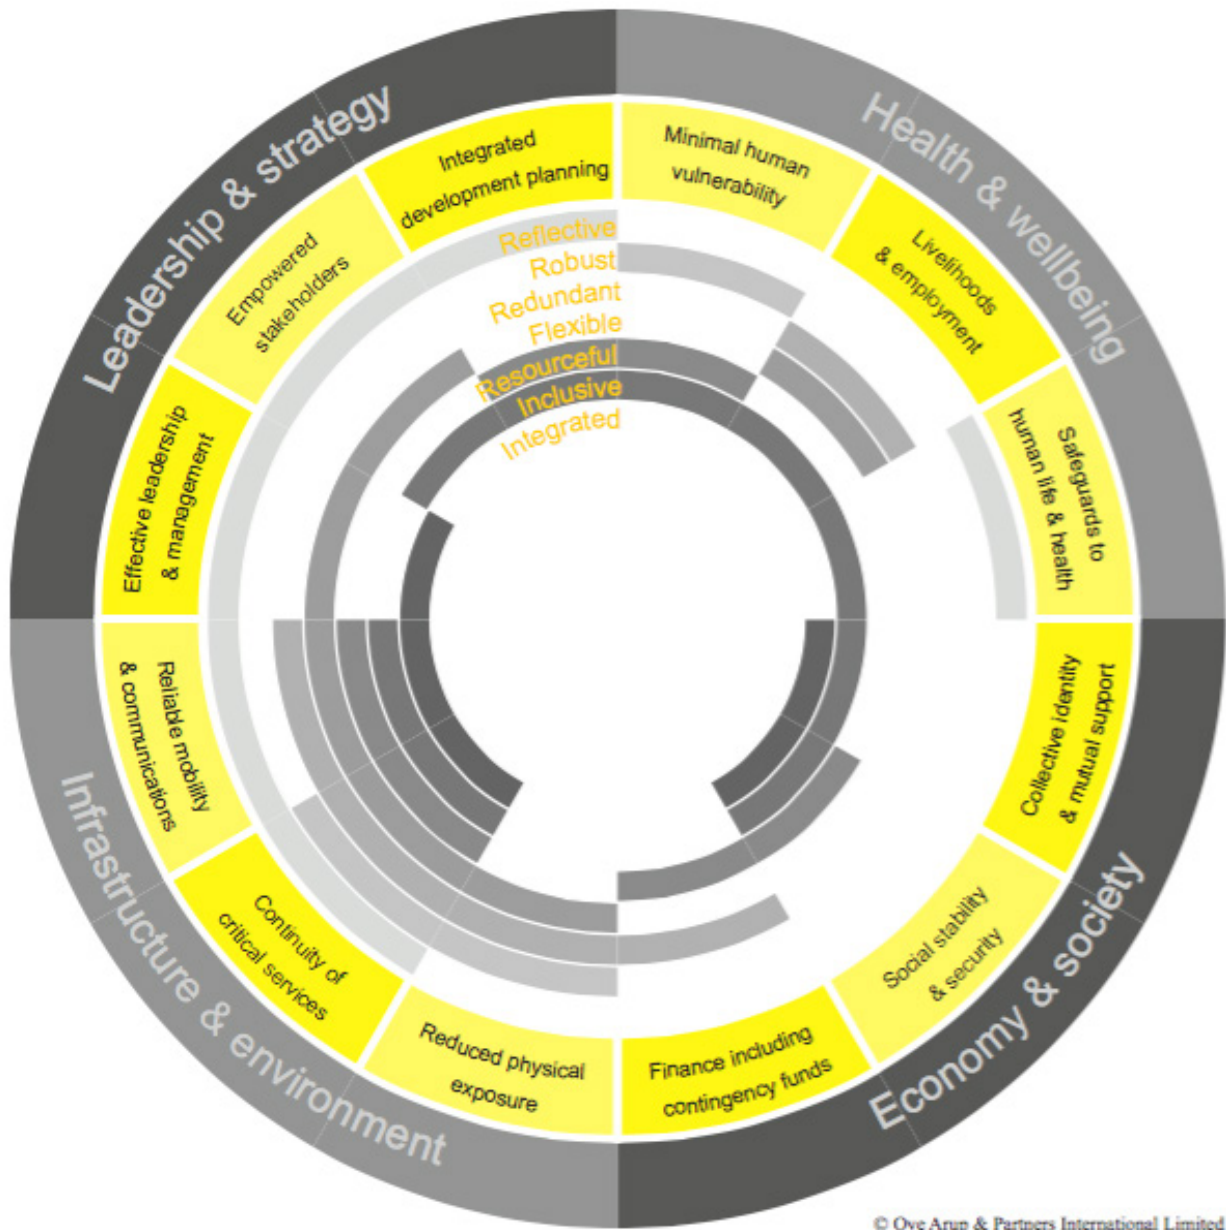 Leadership & strategy
Health & wellbeing
Economy & society
Infrastructure & environment
Integrated
development planning
Minimal human
vulnerability
Livelihoods
& employment
Safeguards to
human life & health
Collective identity
& mutual support
Social stability
& security
Finance including
contingency funds
Reduced physical
exposure
Continuity of
critical services
Reliable mobility
& communications
Effective leadership
& management
Empowered
stakeholders
Reflective
Robust
Redundant
Flexible
Resourceful
Inclusive
Integrated
© Ove Arup & Partners International Limited